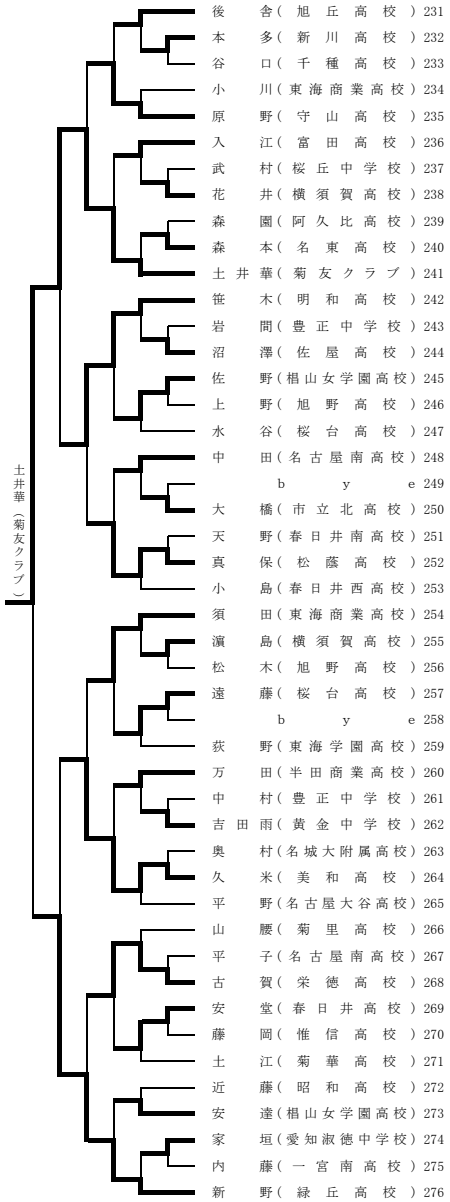 後舎(旭丘高校)231
本多(新川高校)232
谷口(千種高校)233
小川(東海商業高校)234
原野(守山高校)235
入江(富田高校)236
武村(桜丘中学校)237
花井(横須賀高校)238
森園(阿久比高校)239
森本(名東高校)240
土井華(菊友クラブ)241
笹木(明和高校)242
岩間(豊正中学校)243
沼澤(佐屋高校)244
佐野(椙山女学園高校)245
上野(旭野高校)246
水谷(桜台高校)247
中田(名古屋南高校)248
bye249
大橋(市立北高校)250
天野(春日井南高校)251
真保(松蔭高校)252
小島(春日井西高校)253
土井華(菊友クラブ)
須田(東海商業高校)254
濵島(横須賀高校)255
松木(旭野高校)256
遠藤(桜台高校)257
bye258
荻野(東海学園高校)259
万田(半田商業高校)260
中村(豊正中学校)261
吉田雨(黄金中学校)262
奥村(名城大附属高校)263
久米(美和高校)264
平野(名古屋大谷高校)265
山腰(菊里高校)266
平子(名古屋南高校)267
古賀(栄徳高校)268
安堂(春日井高校)269
藤岡(惟信高校)270
土江(菊華高校)271
近藤(昭和高校)272
安達(椙山女学園高校)273
家垣(愛知淑徳中学校)274
内藤(一宮南高校)275
新野(緑丘高校)276